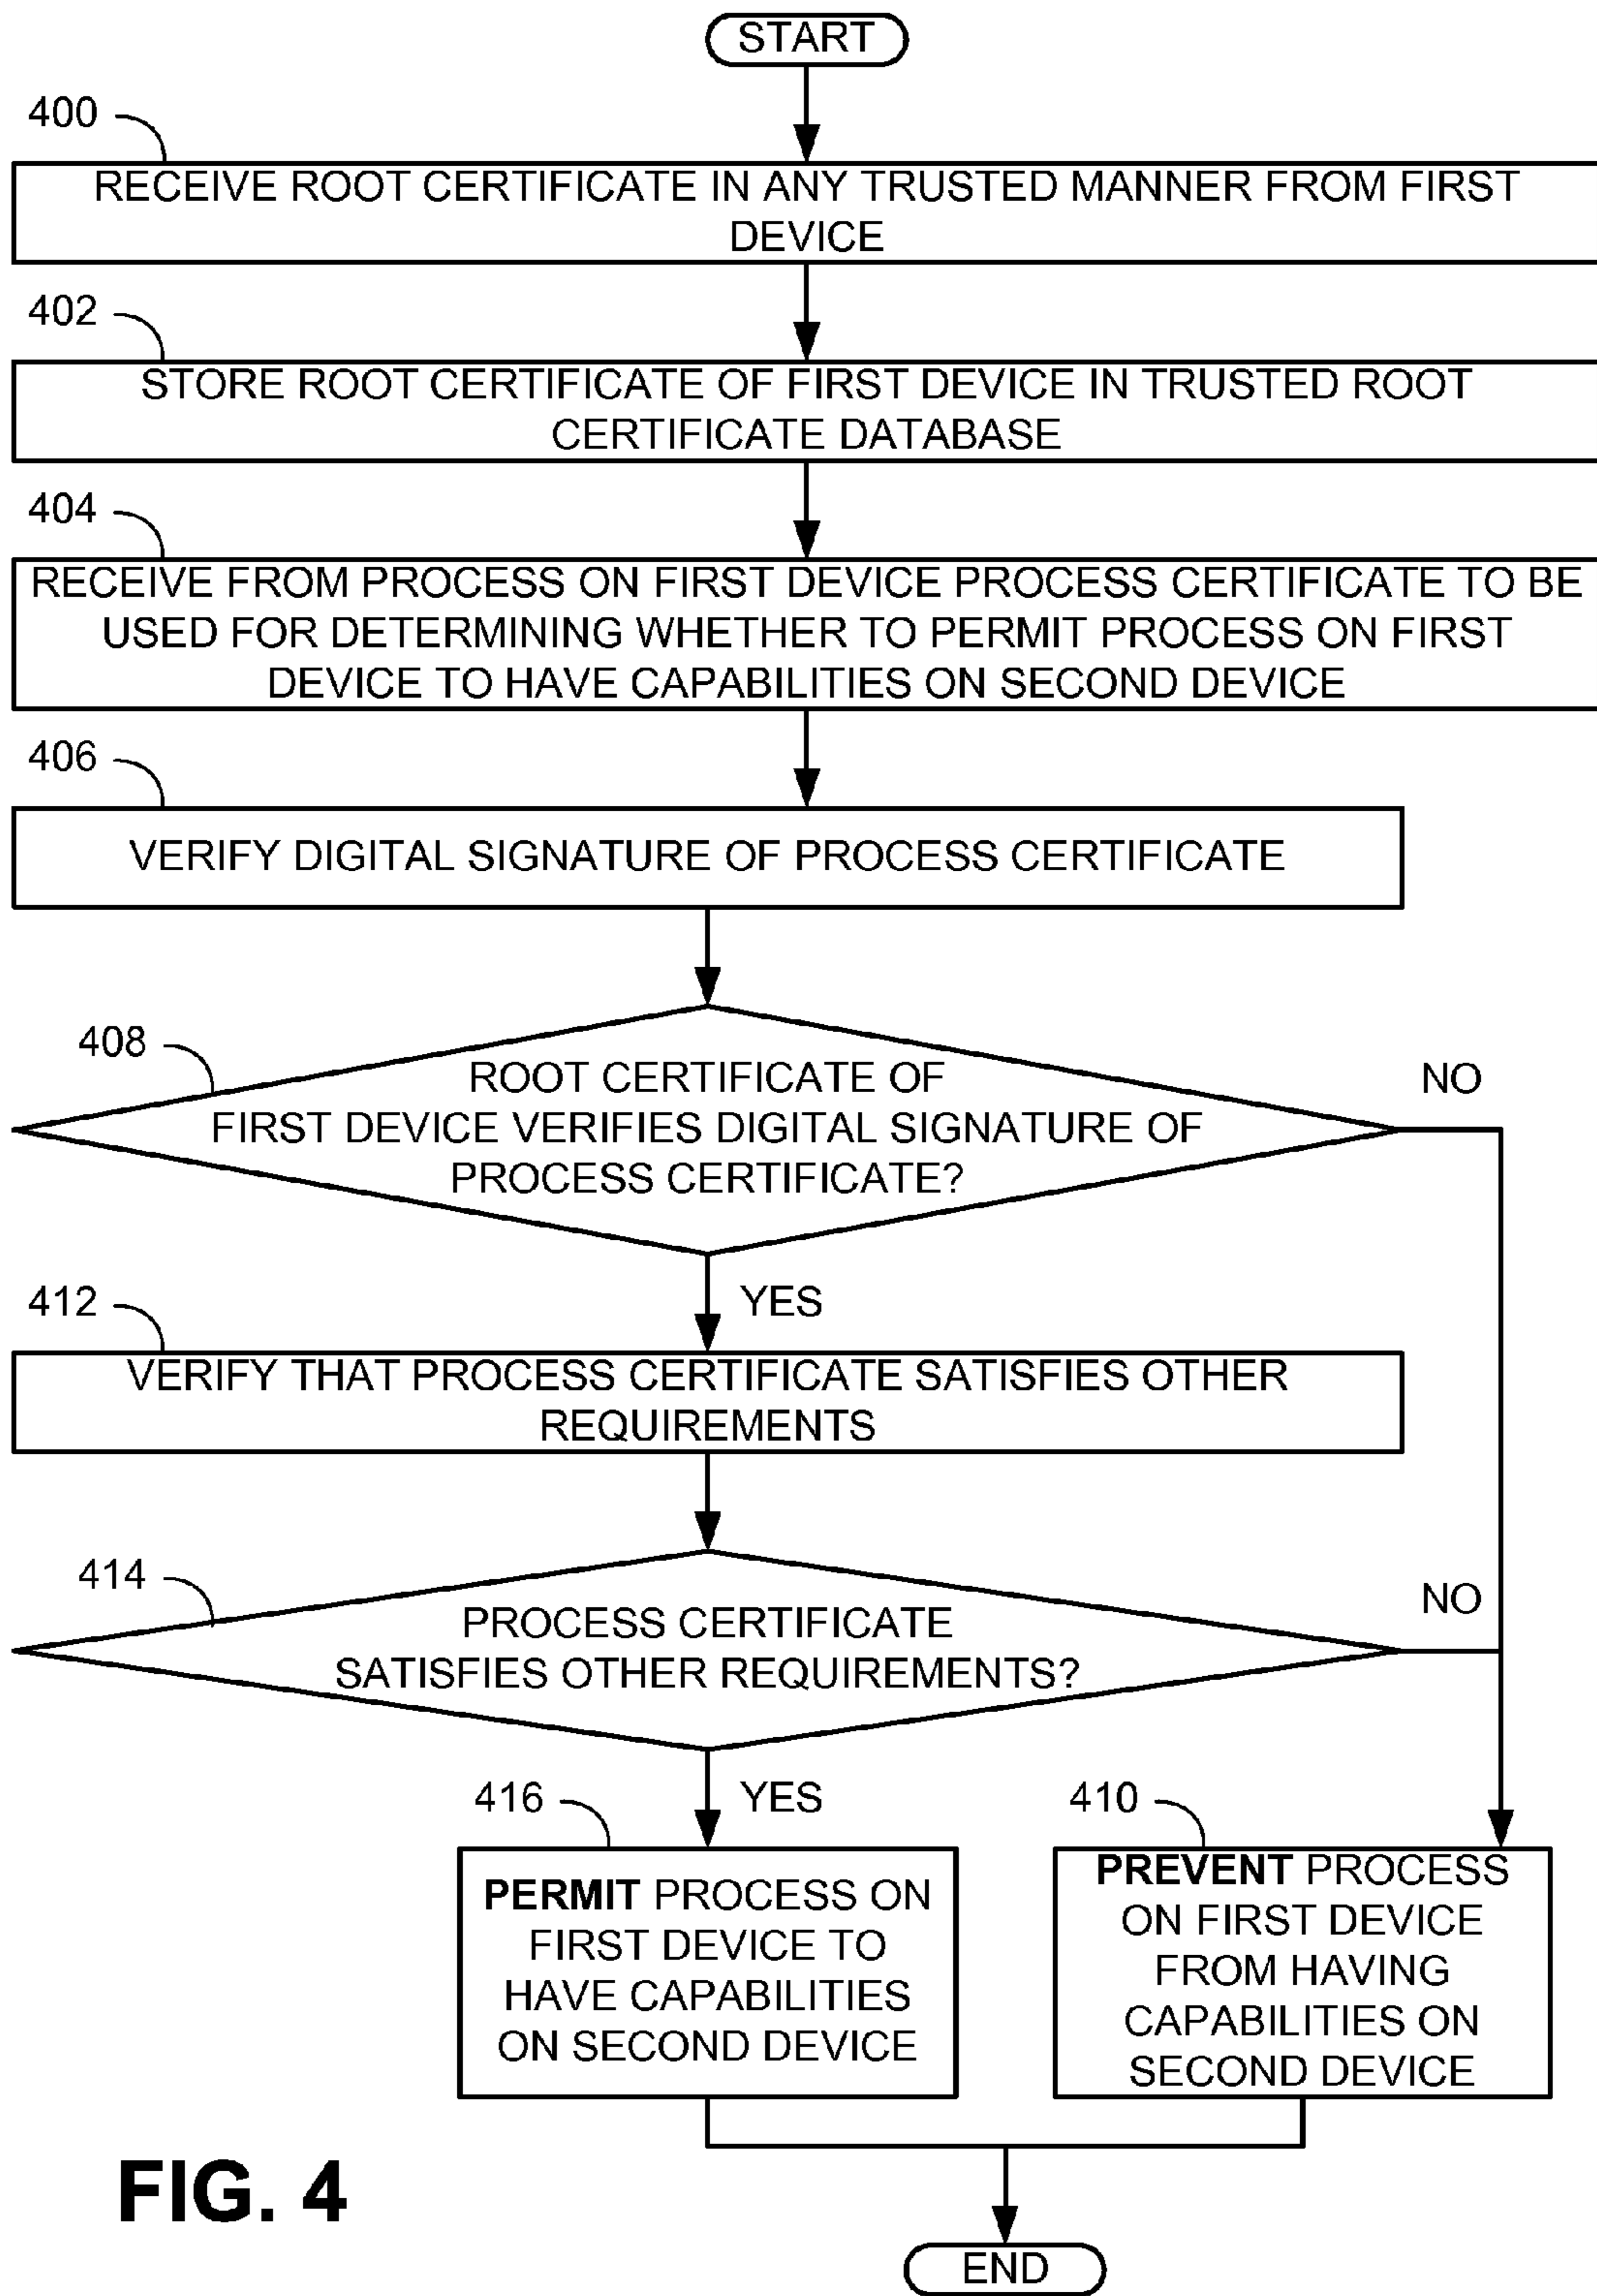 START
400
RECEIVE ROOT CERTIFICATE IN ANY TRUSTED MANNER FROM FIRST
DEVICE
402
STORE ROOT CERTIFICATE OF FIRST DEVICE IN TRUSTED ROOT
CERTIFICATE DATABASE
404
RECEIVE FROM PROCESS ON FIRST DEVICE PROCESS CERTIFICATE TO BE
USED FOR DETERMINING WHETHER TO PERMIT PROCESS ON FIRST
DEVICE TO HAVE CAPABILITIES ON SECOND DEVICE
406
VERIFY DIGITAL SIGNATURE OF PROCESS CERTIFICATE
408
ROOT CERTIFICATE OF
FIRST DEVICE VERIFIES DIGITAL SIGNATURE OF
PROCESS CERTIFICATE?
NO
YES
412
VERIFY THAT PROCESS CERTIFICATE SATISFIES OTHER
REQUIREMENTS
414
PROCESS CERTIFICATE
SATISFIES OTHER REQUIREMENTS?
NO
YES
416
PERMIT PROCESS ON
FIRST DEVICE TO
HAVE CAPABILITIES
ON SECOND DEVICE
410
PREVENT PROCESS
ON FIRST DEVICE
FROM HAVING
CAPABILITIES ON
SECOND DEVICE
FIG. 4
END